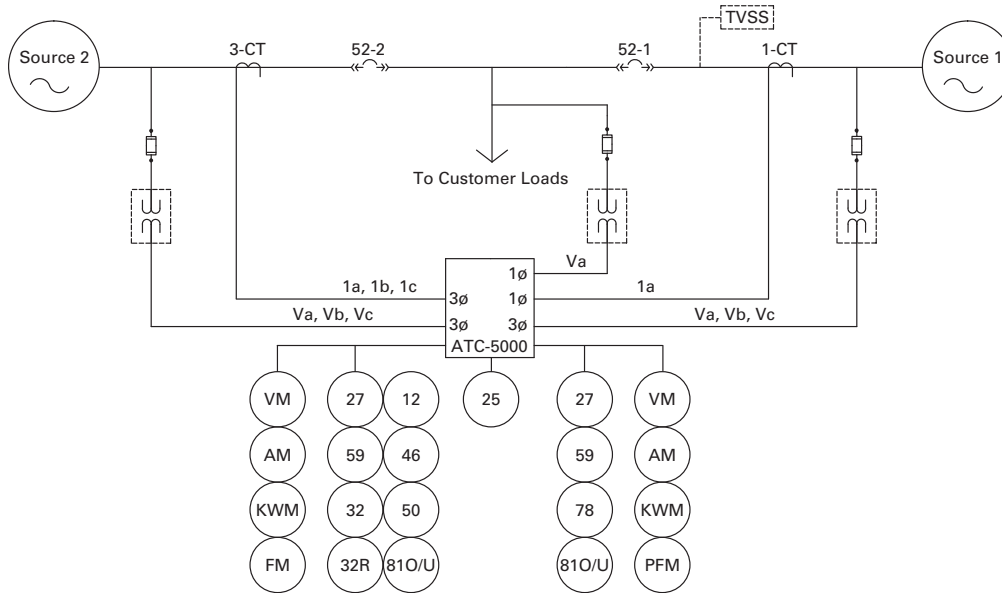 TVSS
Source 2
3-CT
52-2
52-1
1-CT
Source 1
To Customer Loads
Va
1ø
1a, 1b, 1c
3ø
1ø
1a
Va, Vb, Vc
3ø
3ø
Va, Vb, Vc
ATC-5000
VM
27
12
25
27
VM
AM
59
46
59
AM
KWM
32
50
78
KWM
FM
32R
81O/U
81O/U
PFM